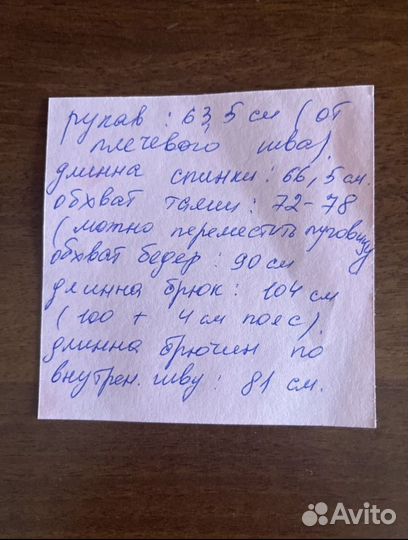 рукав : 63,5 см (от
плечевого шва).
длинна спинки: 66,5 см.
обхват талии: 72-78
(можно переместить пуговицу
обхват бедер: 90 см
длинна брюк: 104 см
(100 + 4 см пояс).
длинна брючин по
внутрен. шву: 81 см.
Avito